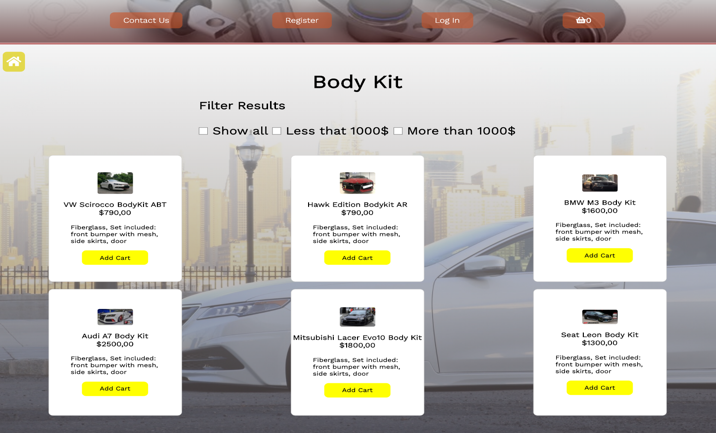 Contact Us
Register
Log In
0
Body Kit
Filter Results
Show all
Less that 1000$
More than 1000$
VW Scirocco BodyKit ABT
$790,00
Fiberglass, Set included:
front bumper with mesh,
side skirts, door
Add Cart
Hawk Edition Bodykit AR
$790,00
Fiberglass, Set included:
front bumper with mesh,
side skirts, door
Add Cart
BMW M3 Body Kit
$1600,00
Fiberglass, Set included:
front bumper with mesh,
side skirts, door
Add Cart
Audi A7 Body Kit
$2500,00
Fiberglass, Set included:
front bumper with mesh,
side skirts, door
Add Cart
Mitsubishi Lacer Evo10 Body Kit
$1800,00
Fiberglass, Set included:
front bumper with mesh,
side skirts, door
Add Cart
Seat Leon Body Kit
$1300,00
Fiberglass, Set included:
front bumper with mesh,
side skirts, door
Add Cart